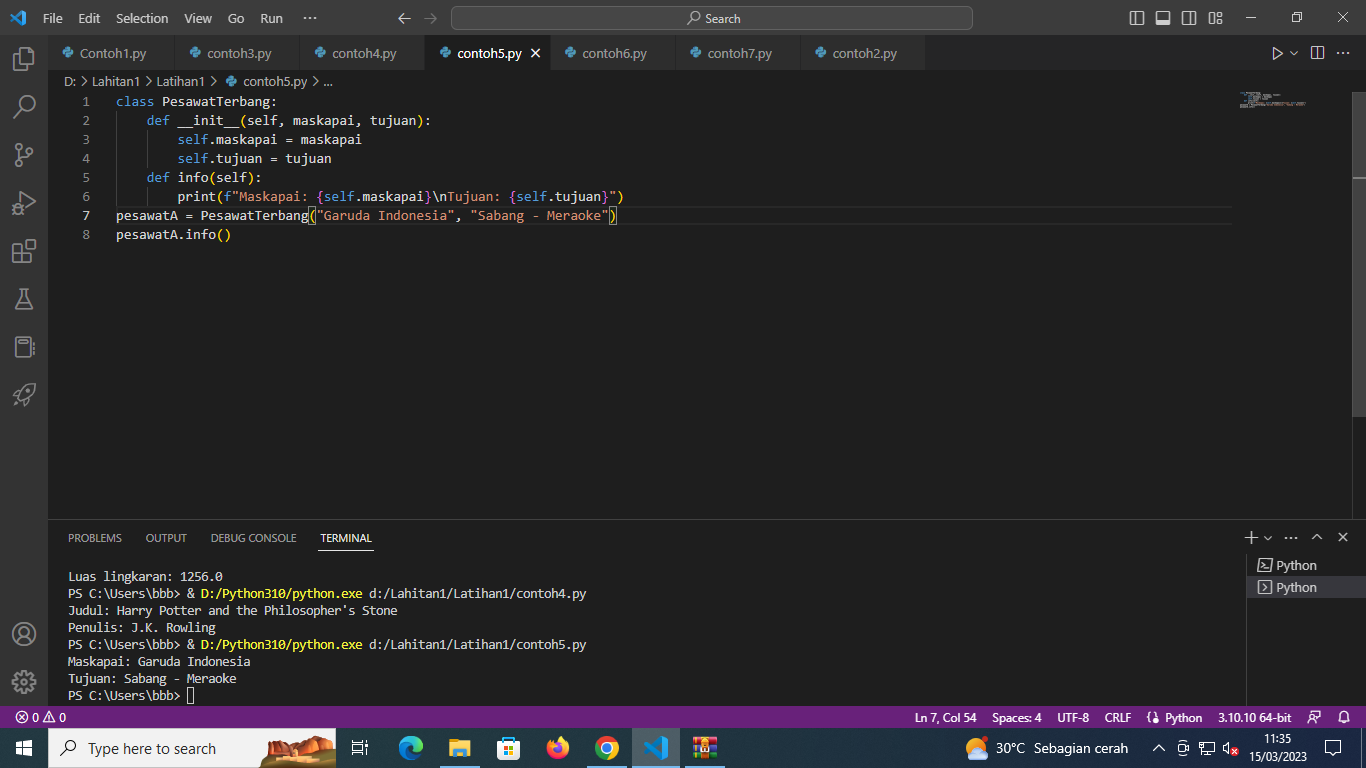 File Edit Selection View Go Run ··· Search
Contoh1.py contoh3.py contoh4.py contoh5.py contoh6.py contoh7.py contoh2.py
D: > Lahitan1 > Latihan1 > contoh5.py > ...
1 class PesawatTerbang:
2 def __init__(self, maskapai, tujuan):
3 self.maskapai = maskapai
4 self.tujuan = tujuan
5 def info(self):
6 print(f"Maskapai: {self.maskapai}\nTujuan: {self.tujuan}")
7 pesawatA = PesawatTerbang("Garuda Indonesia", "Sabang - Meraoke")
8 pesawatA.info()
PROBLEMS OUTPUT DEBUG CONSOLE TERMINAL
Luas lingkaran: 1256.0
PS C:\Users\bbb> & D:/Python310/python.exe d:/Lahitan1/Latihan1/contoh4.py
Judul: Harry Potter and the Philosopher's Stone
Penulis: J.K. Rowling
PS C:\Users\bbb> & D:/Python310/python.exe d:/Lahitan1/Latihan1/contoh5.py
Maskapai: Garuda Indonesia
Tujuan: Sabang - Meraoke
PS C:\Users\bbb>
Python
Python
0 0 Ln 7, Col 54 Spaces: 4 UTF-8 CRLF Python 3.10.10 64-bit
Type here to search 30°C Sebagian cerah 11:35
15/03/2023